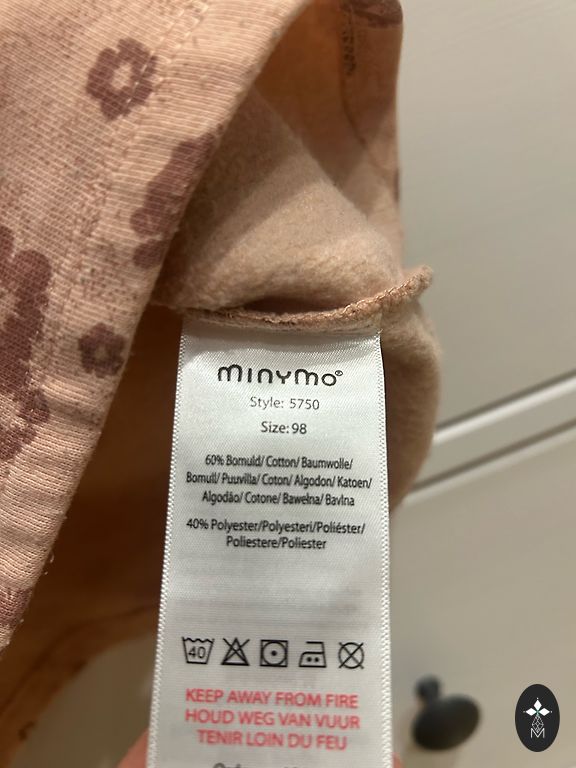 minymo®
Style: 5750
Size: 98
60% Bomuld/ Cotton/ Baumwolle/
Bomull/ Puuvilla/ Coton/ Algodon/ Katoen/
Algodão/ Cotone/ Bawełna/ Bavlna
40% Polyester/Polyesteri/Poliéster/
Poliestere/Poliester
40
KEEP AWAY FROM FIRE
HOUD WEG VAN VUUR
TENIR LOIN DU FEU
M